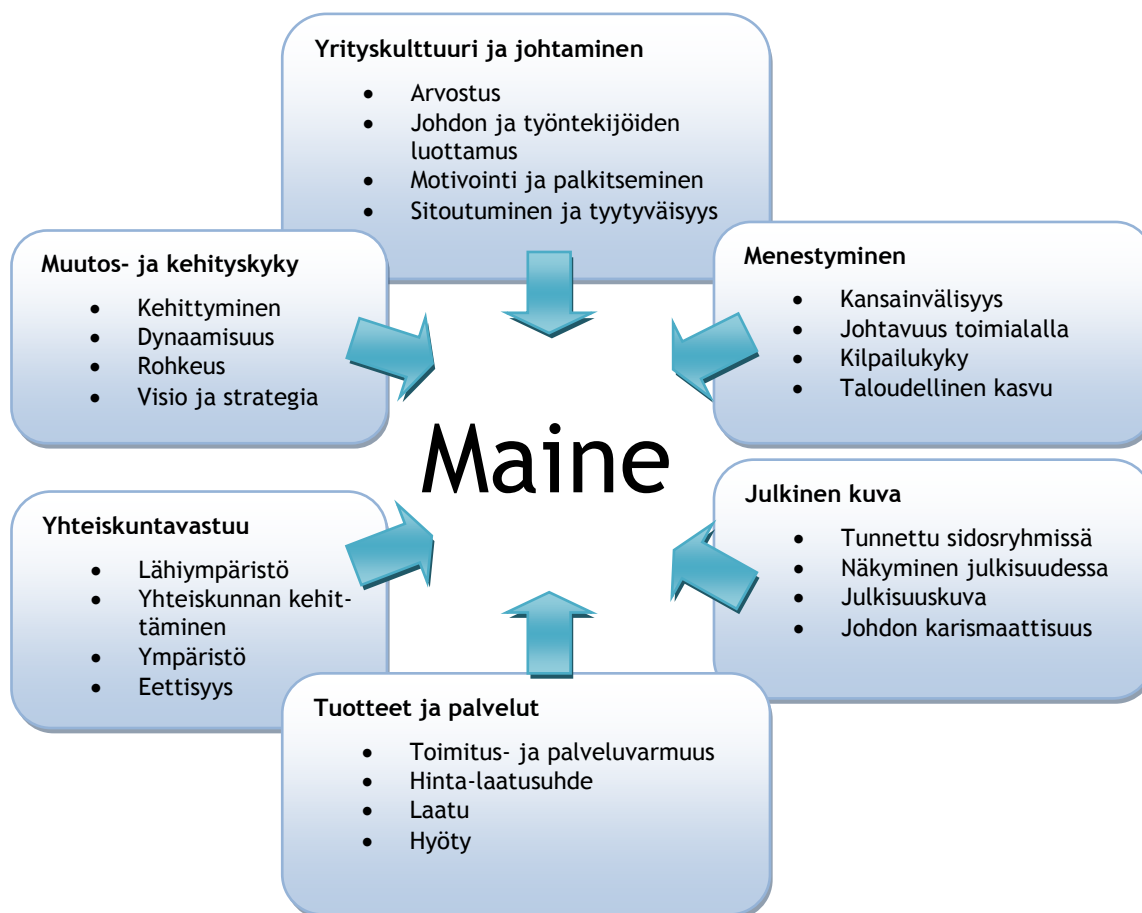 Yrityskulttuuri ja johtaminen
• Arvostus
• Johdon ja työntekijöiden
luottamus
• Motivointi ja palkitseminen
• Sitoutuminen ja tyytyväisyys
Muutos- ja kehityskyky
• Kehittyminen
• Dynaamisuus
• Rohkeus
• Visio ja strategia
Menestyminen
• Kansainvälisyys
• Johtavuus toimialalla
• Kilpailukyky
• Taloudellinen kasvu
Maine
Yhteiskuntavastuu
• Lähiympäristö
• Yhteiskunnan kehit-
täminen
• Ympäristö
• Eettisyys
Julkinen kuva
• Tunnettu sidosryhmissä
• Näkyminen julkisuudessa
• Julkisuuskuva
• Johdon karismaattisuus
Tuotteet ja palvelut
• Toimitus- ja palveluvarmuus
• Hinta-laatusuhde
• Laatu
• Hyöty